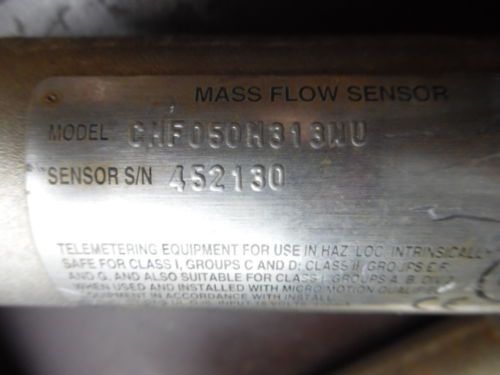 MASS FLOW SENSOR
MODEL CMF050M313WU
SENSOR S/N 452130
TELEMETERING EQUIPMENT FOR USE IN HAZ LOC. INTRINSICALLY
SAFE FOR CLASS I, GROUPS C AND D: CLASS II GROUPS E,F,
AND G. AND ALSO SUITABLE FOR CLASS I, GROUPS A, B
WHEN USED AND INSTALLED WITH MICRO MOTION
EQUIPMENT IN ACCORDANCE WITH INSTALL